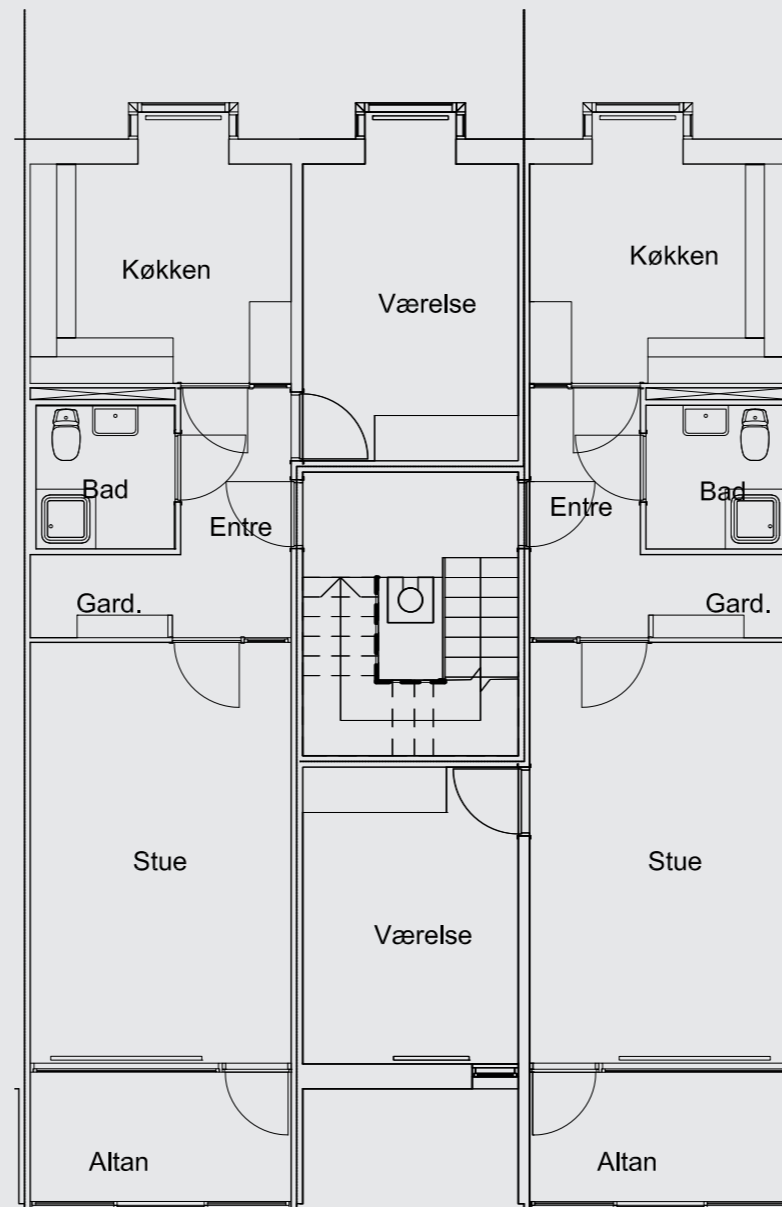 Køkken
Værelse
Køkken
Bad
Entre
Entre
Bad
Gard.
Gard.
Stue
Stue
Værelse
Altan
Altan